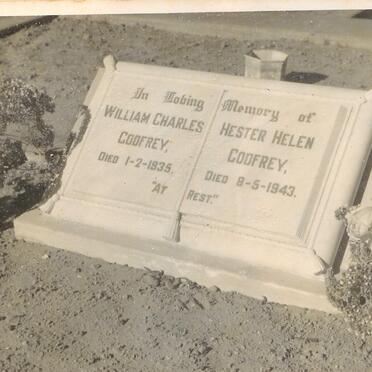 In Loving Memory of
WILLIAM CHARLES
GODFREY,
DIED 1-2-1935.
HESTER HELEN
GODFREY,
DIED 8-5-1943.
"AT REST."